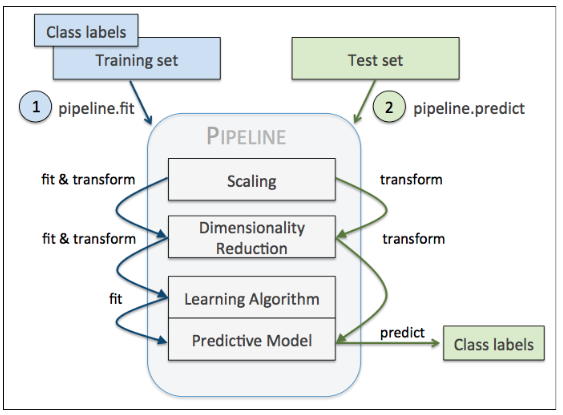 Class labels
Training set
Test set
1 pipeline.fit
2 pipeline.predict
PIPELINE
fit & transform
Scaling
transform
fit & transform
Dimensionality
Reduction
transform
fit
Learning Algorithm
Predictive Model
predict
Class labels